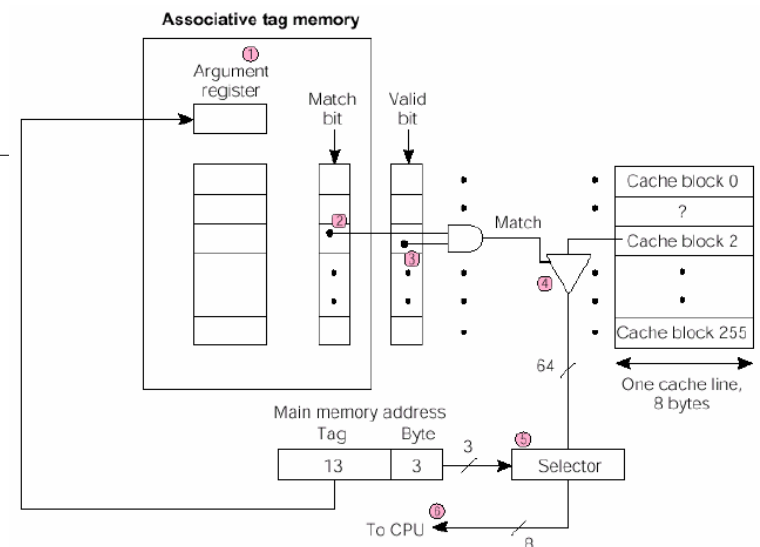 Associative tag memory
1
Argument
register
Match
bit
Valid
bit
Cache block 0
?
2
Match
Cache block 2
3
4
Cache block 255
64
One cache line,
8 bytes
Main memory address
Tag
Byte
3
5
13
3
Selector
6
To CPU
8